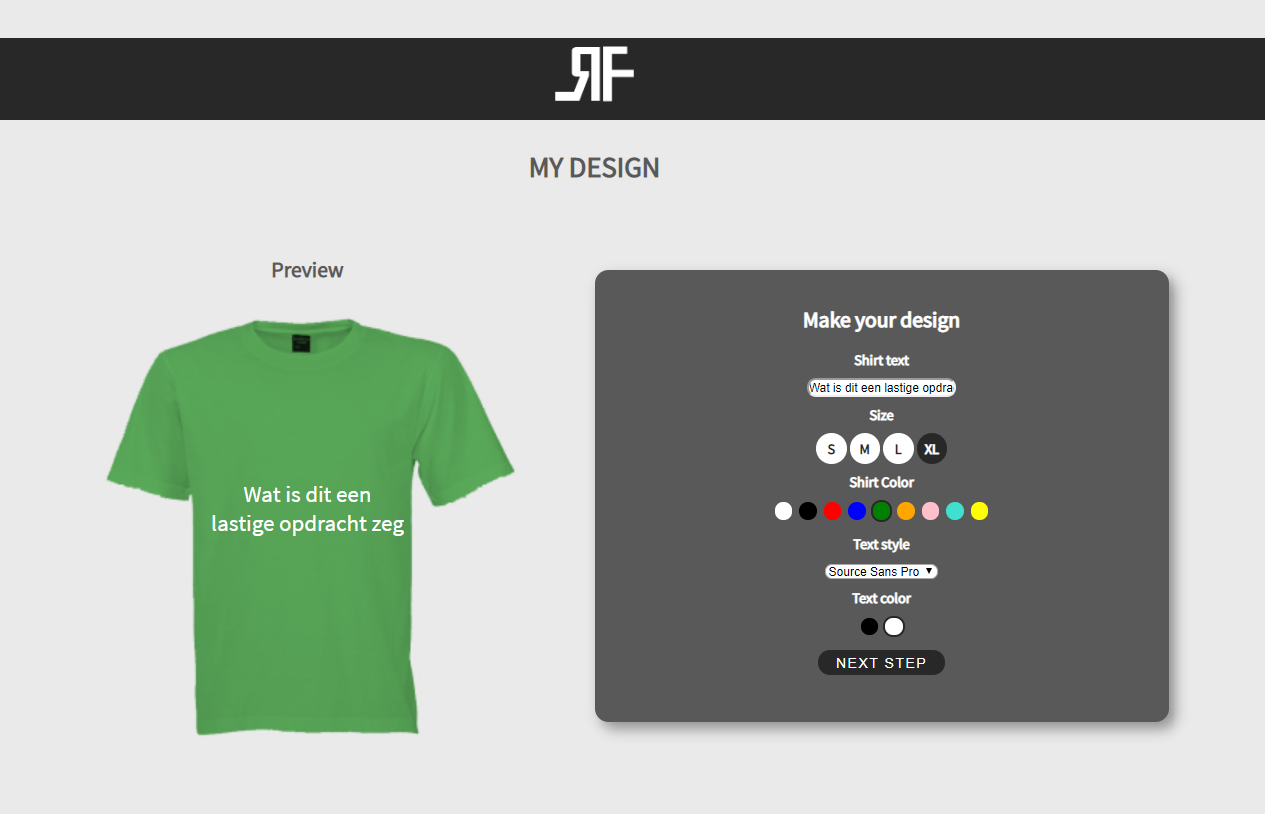 RF
MY DESIGN
Preview
Wat is dit een
lastige opdracht zeg
Make your design
Shirt text
Wat is dit een lastige opdra
Size
S M L XL
Shirt Color
Text style
Source Sans Pro
Text color
NEXT STEP